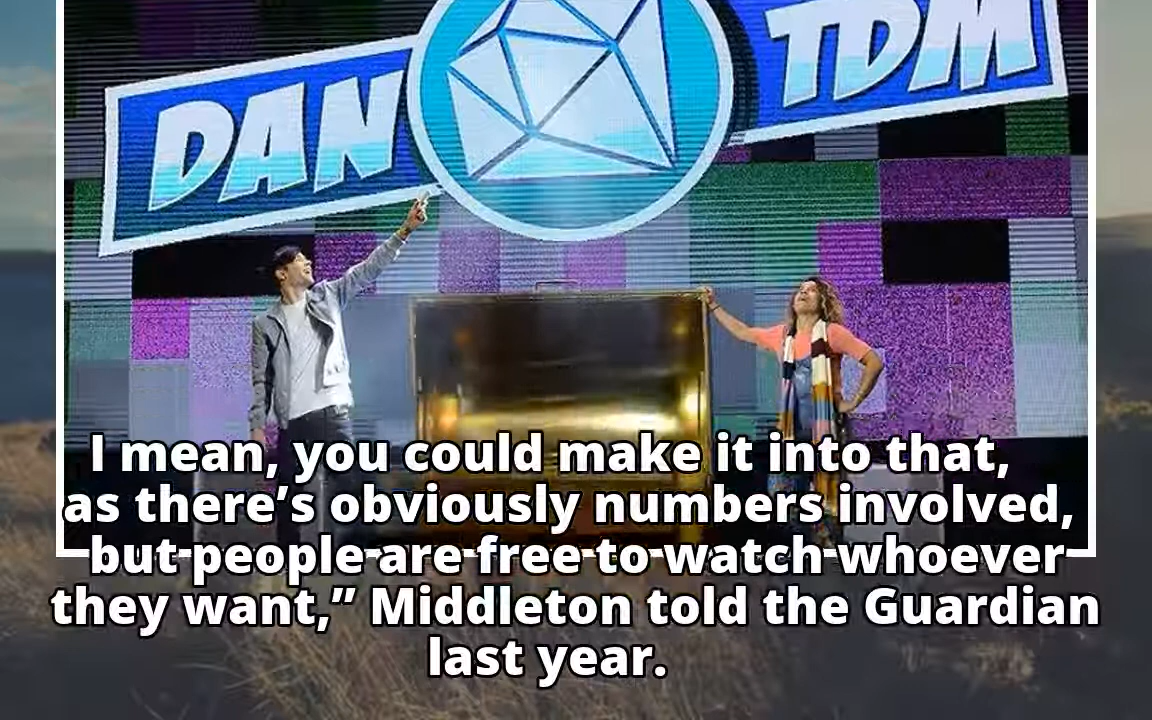 DAN TDM
I mean, you could make it into that,
as there’s obviously numbers involved,
but people are free to watch whoever
they want,” Middleton told the Guardian
last year.